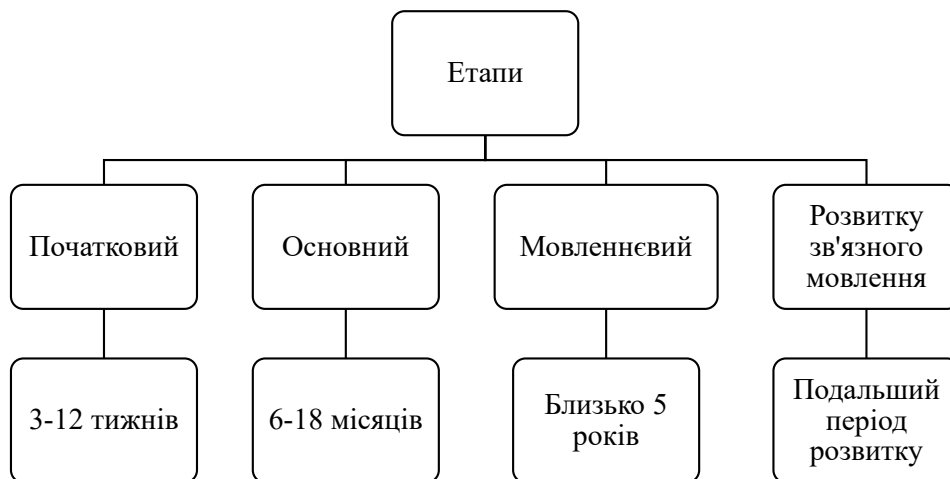 Етапи
Початковий
Основний
Мовленнєвий
Розвитку
зв'язного
мовлення
3-12 тижнів
6-18 місяців
Близько 5
років
Подальший
період
розвитку